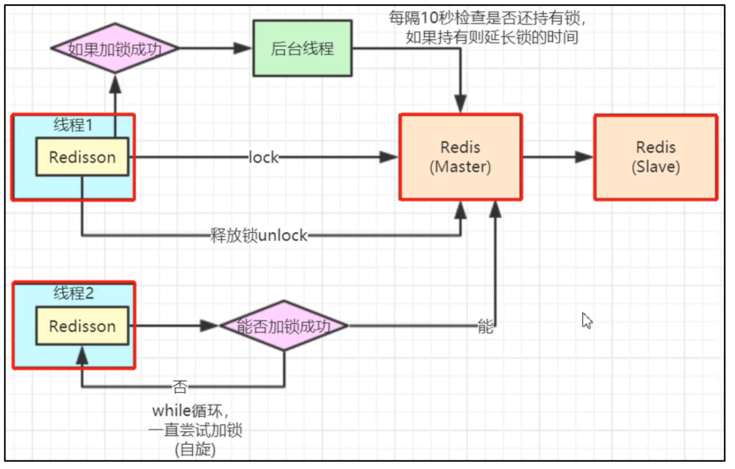 每隔10秒检查是否还持有锁，
如果持有则延长锁的时间
如果加锁成功
后台线程
线程1
Redisson
lock
Redis
(Master)
Redis
(Slave)
释放锁unlock
线程2
Redisson
能否加锁成功
能
否
while循环，
一直尝试加锁
(自旋)